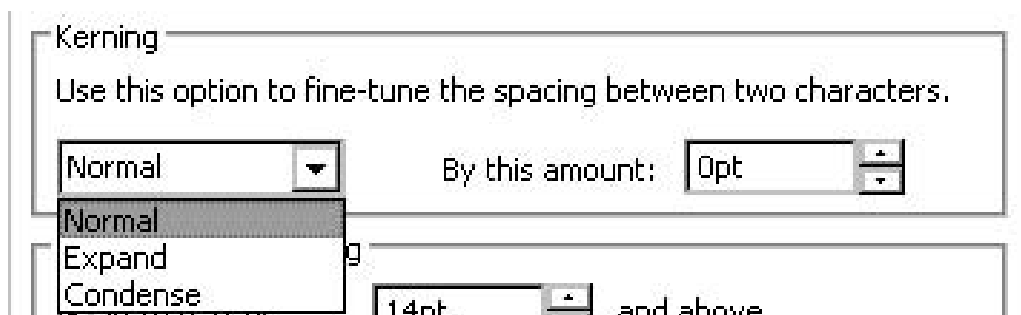 Kerning
Use this option to fine-tune the spacing between two characters.
Normal By this amount: 0pt
Normal
Expand
Condense
14pt and above